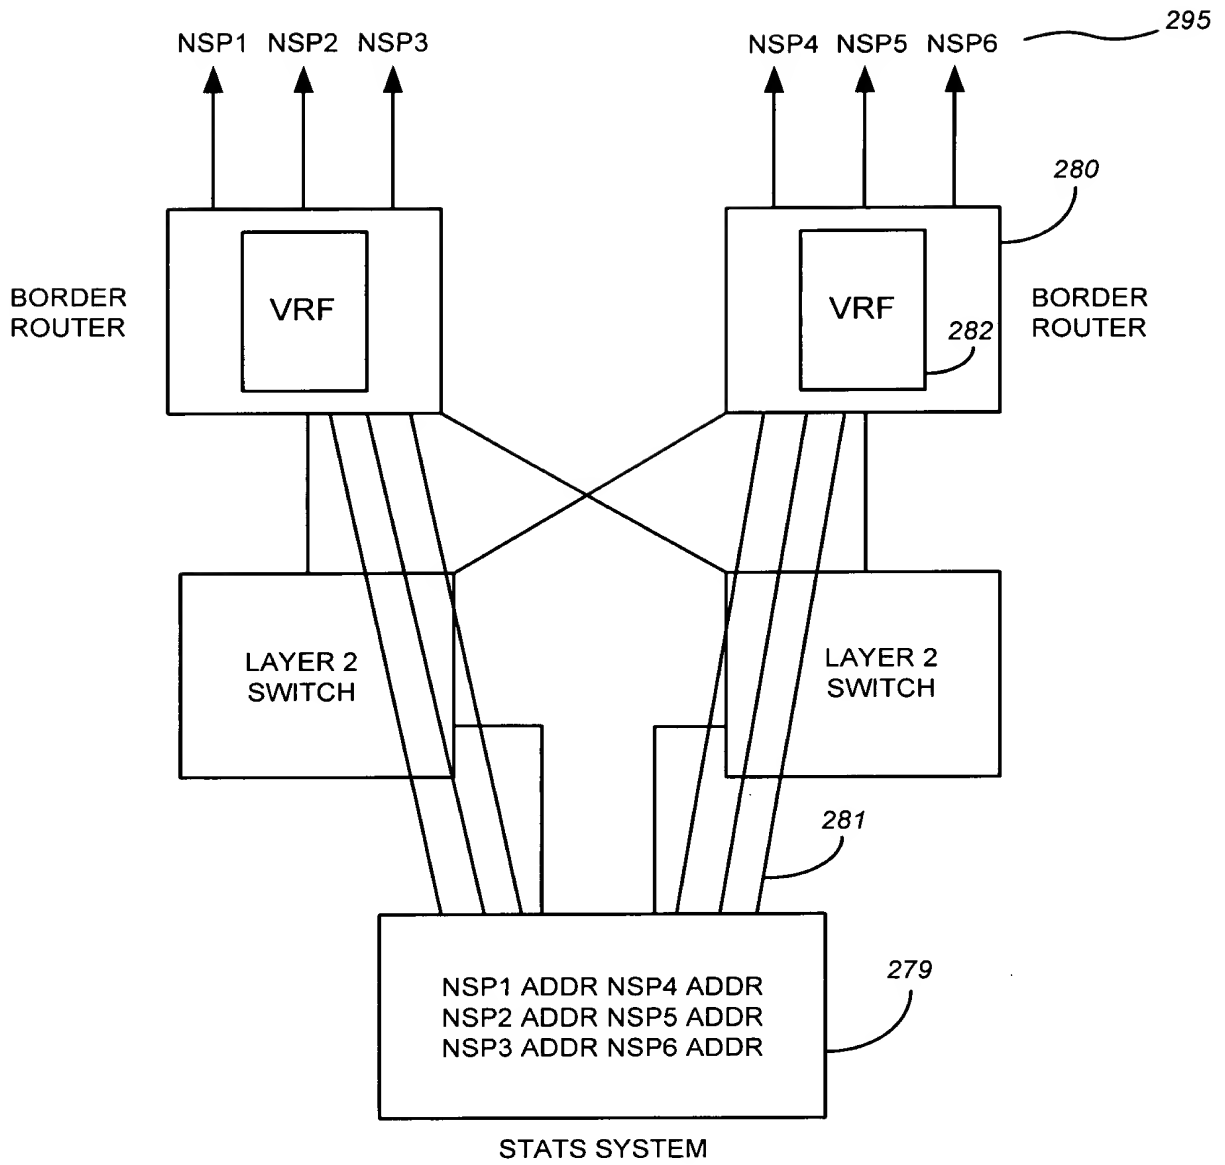 295
NSP1 NSP2 NSP3
NSP4 NSP5 NSP6
280
VRF
VRF
BORDER
ROUTER
BORDER
ROUTER
282
LAYER 2
SWITCH
LAYER 2
SWITCH
281
279
NSP1 ADDR NSP4 ADDR
NSP2 ADDR NSP5 ADDR
NSP3 ADDR NSP6 ADDR
STATS SYSTEM